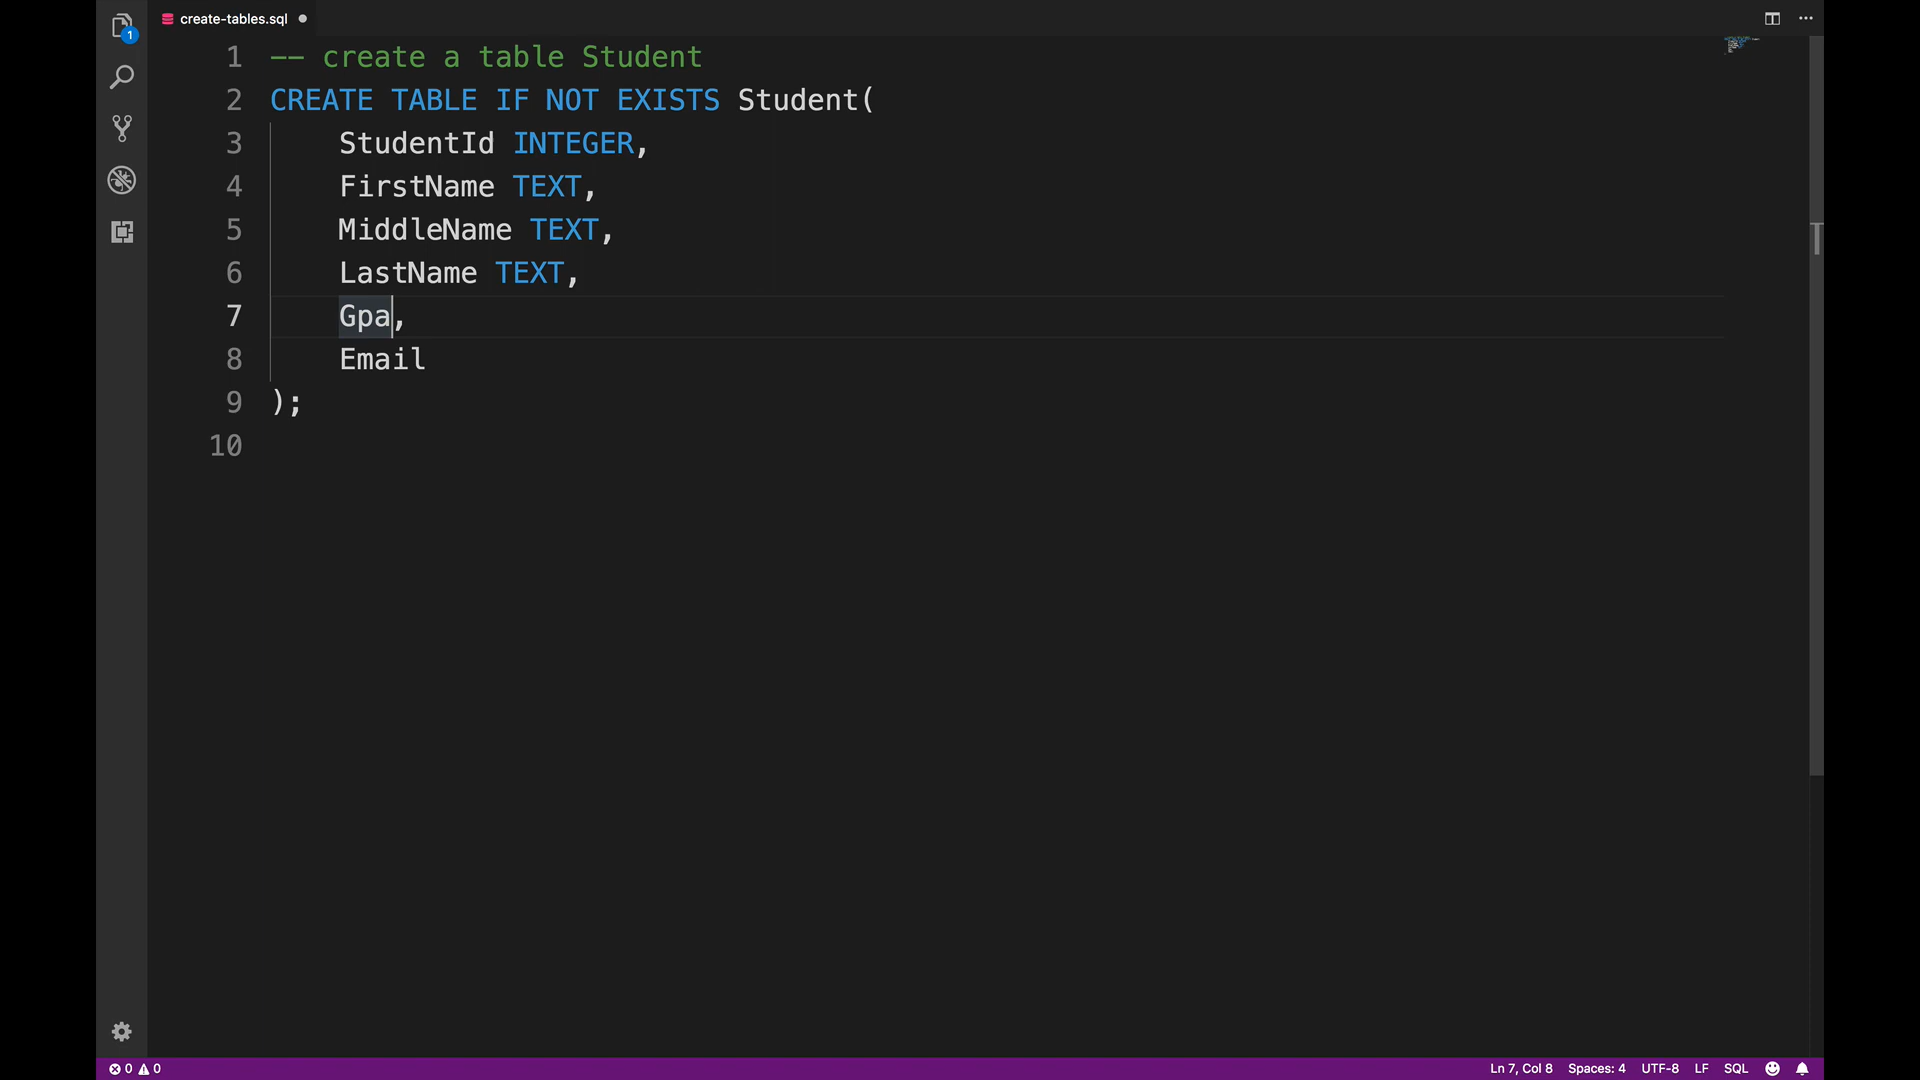 1
create-tables.sql
1 -- create a table Student
2 CREATE TABLE IF NOT EXISTS Student(
3 StudentId INTEGER,
4 FirstName TEXT,
5 MiddleName TEXT,
6 LastName TEXT,
7 Gpa,
8 Email
9 );
10
0 0 Ln 7, Col 8 Spaces: 4 UTF-8 LF SQL